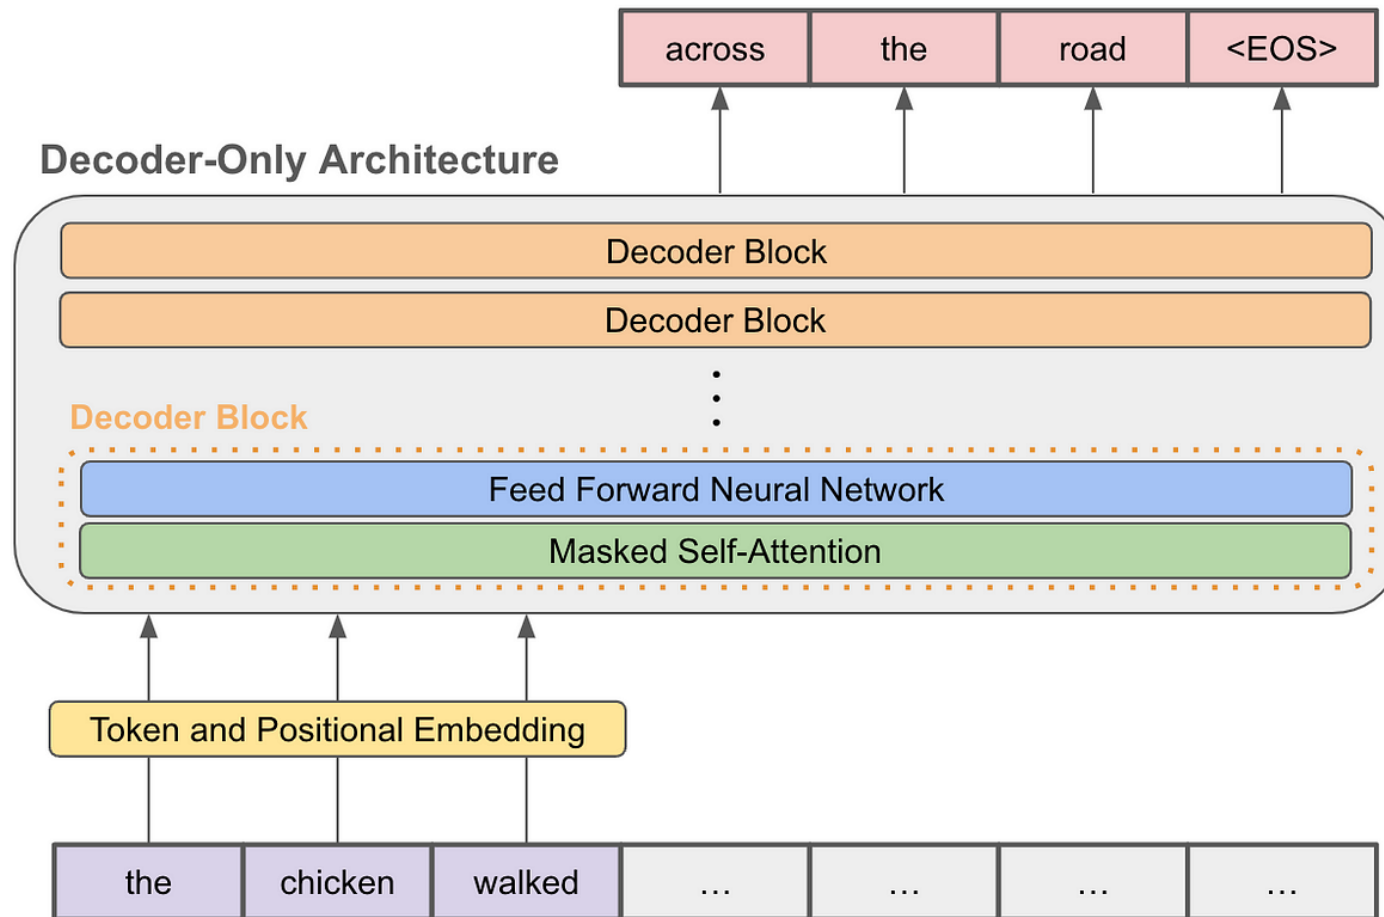 across the road <EOS>
Decoder-Only Architecture
Decoder Block
Decoder Block
Decoder Block
Feed Forward Neural Network
Masked Self-Attention
Token and Positional Embedding
the chicken walked ... ... ... ...